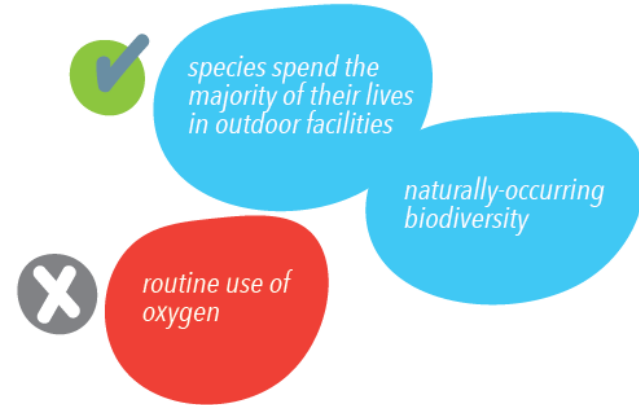 species spend the
majority of their lives
in outdoor facilities
naturally-occurring
biodiversity
routine use of
oxygen